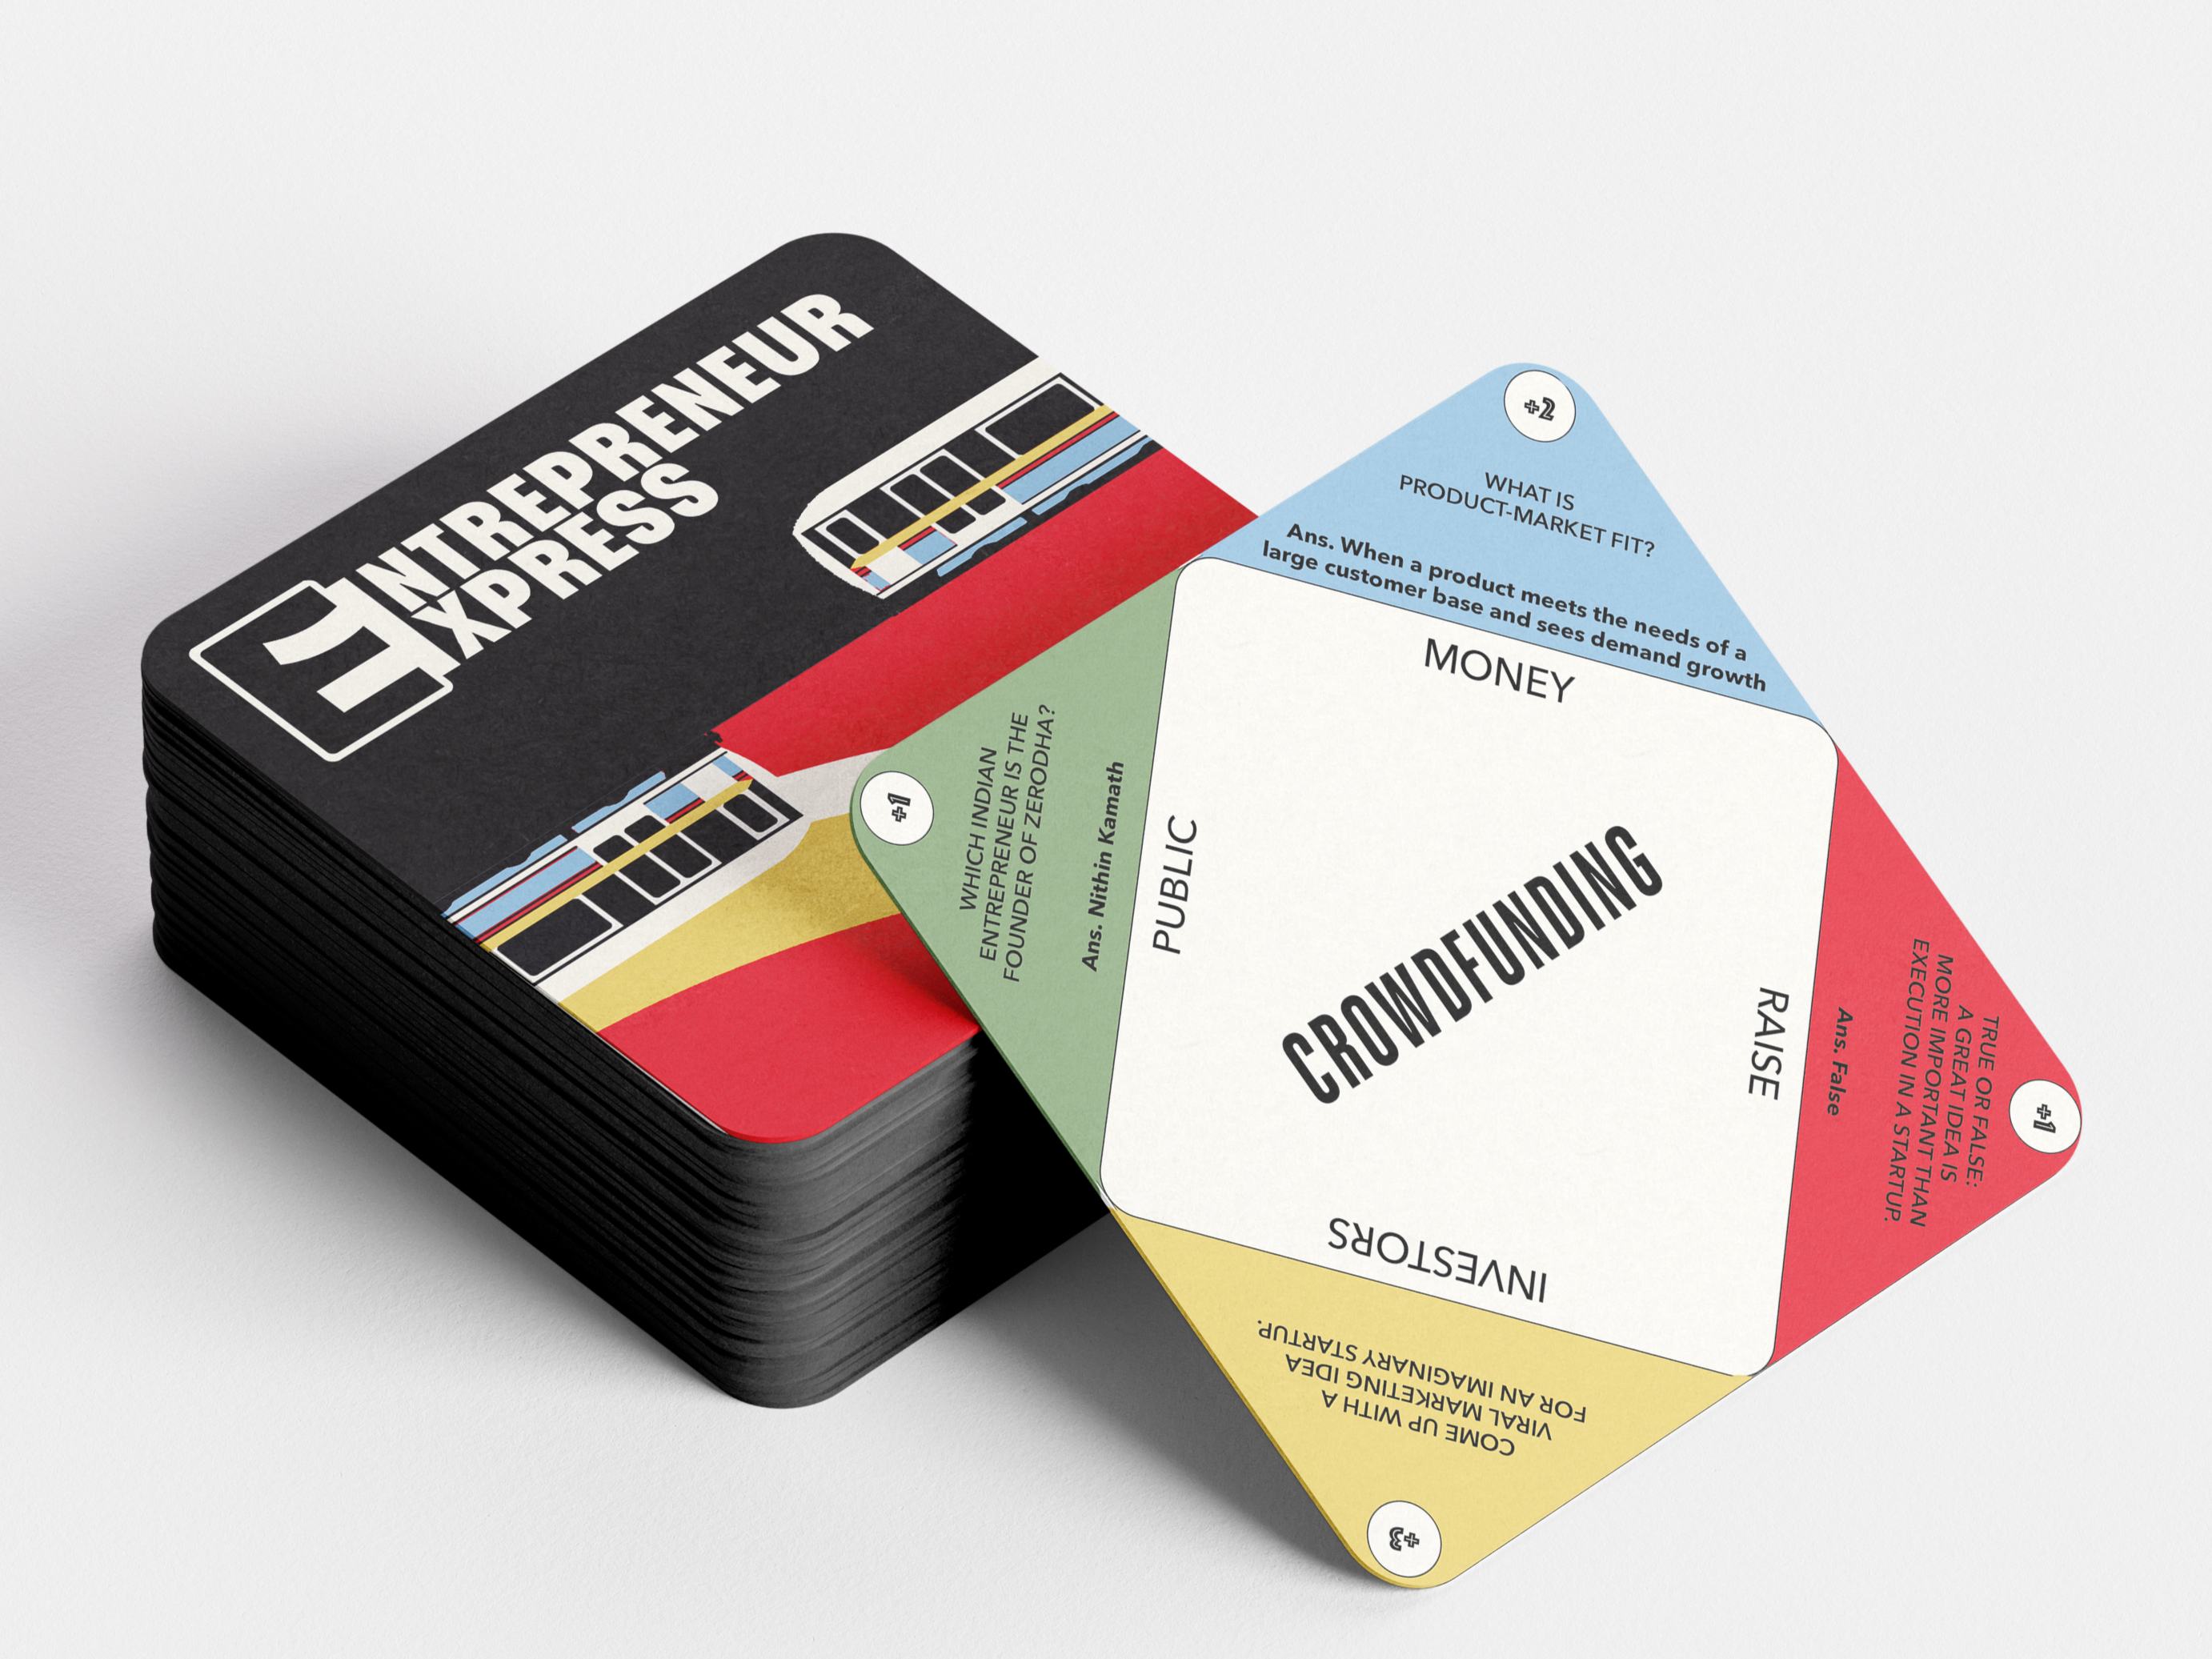 ENTREPRENEUR
EXPRESS
+2
WHAT IS
PRODUCT-MARKET FIT?
Ans. When a product meets the needs of a
large customer base and sees demand growth
+1
WHICH INDIAN
ENTREPRENEUR IS THE
FOUNDER OF ZERODHA?
Ans. Nithin Kamath
MONEY
PUBLIC
CROWDFUNDING
RAISE
INVESTORS
+1
TRUE OR FALSE:
A GREAT IDEA IS
MORE IMPORTANT THAN
EXECUTION IN A STARTUP.
Ans. False
+3
COME UP WITH A
VIRAL MARKETING IDEA
FOR AN IMAGINARY STARTUP.